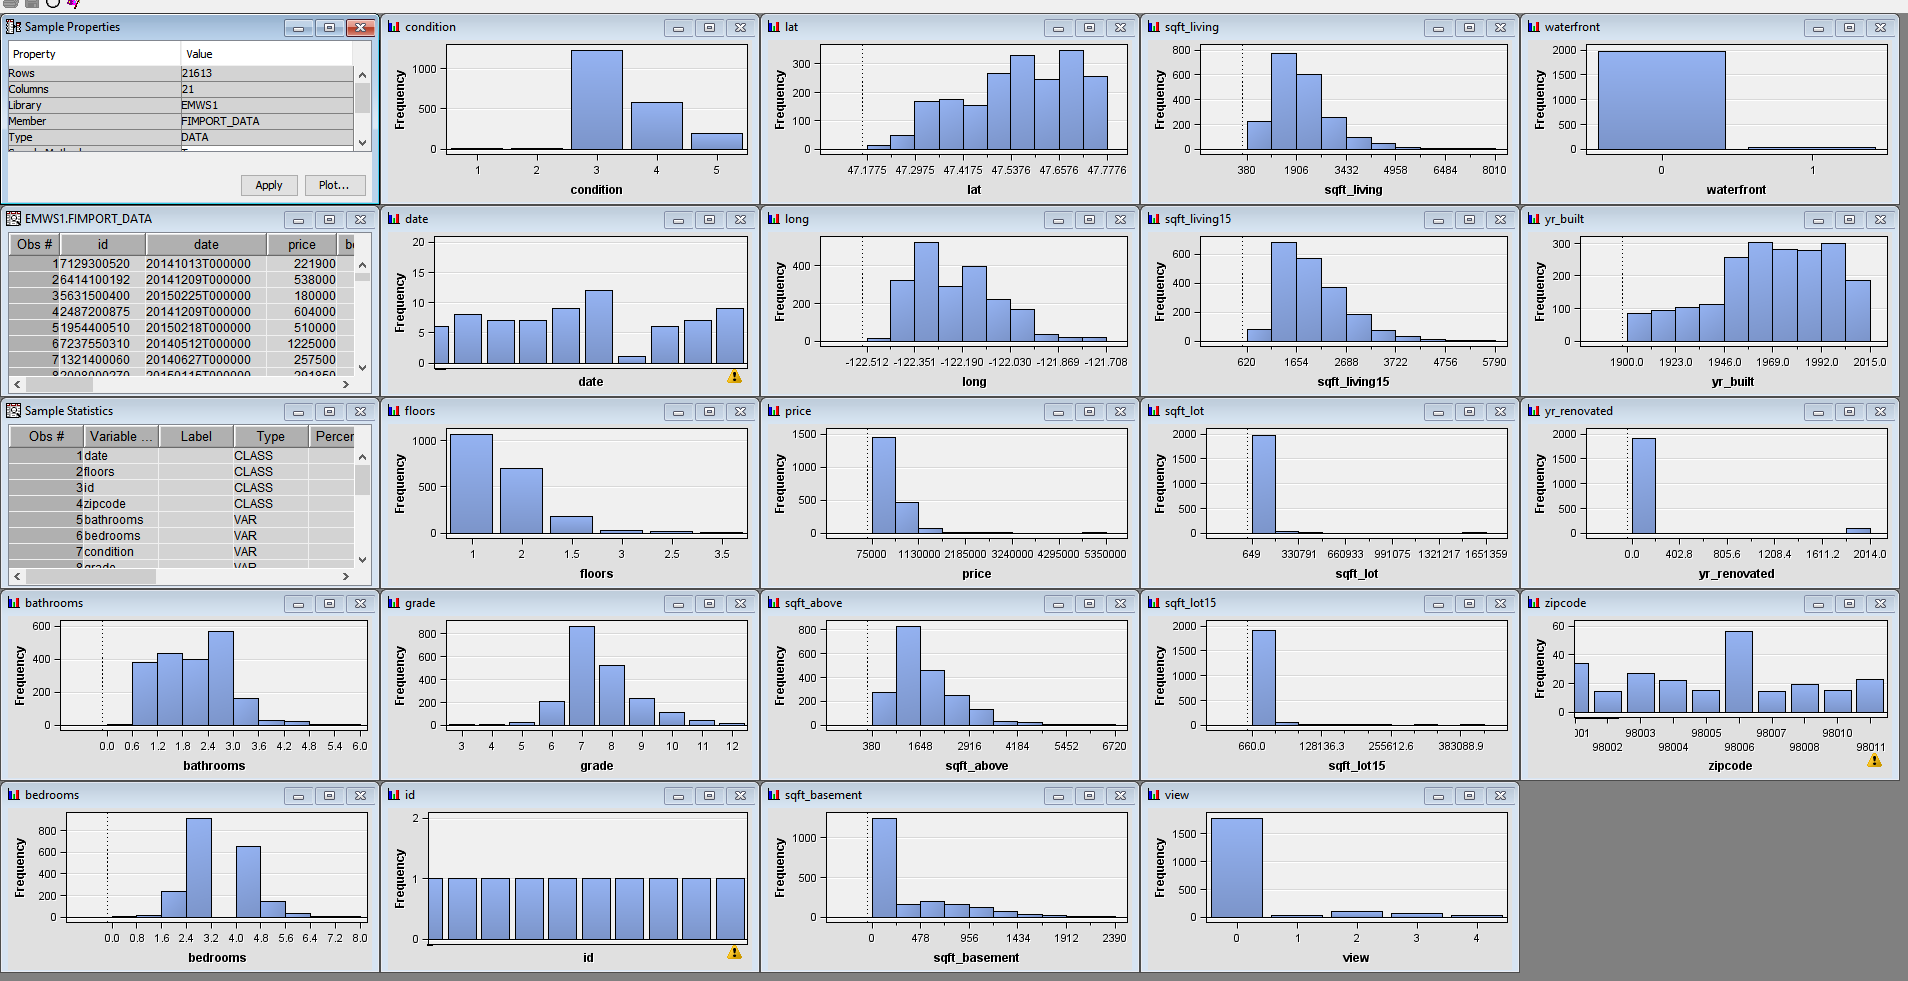 Sample Properties
Property Value
Rows 21613
Columns 21
Library EMWS1
Member FIMPORT_DATA
Type DATA
Apply Plot...
condition
Frequency
1000
500
0
1 2 3 4 5
condition
lat
Frequency
300
200
100
0
47.1775 47.2975 47.4175 47.5376 47.6576 47.7776
lat
sqft_living
Frequency
800
600
400
200
0
380 1906 3432 4958 6484 8010
sqft_living
waterfront
Frequency
2000
1500
1000
500
0
0 1
waterfront
EMWS1.FIMPORT_DATA
Obs # id date price be
1 7129300520 20141013T000000 221900
2 6414100192 20141209T000000 538000
3 5631500400 20150225T000000 180000
4 2487200875 20141209T000000 604000
5 1954400510 20150218T000000 510000
6 7237550310 20140512T000000 1225000
7 1321400060 20140627T000000 257500
8 2008000270 20150115T000000 291850
date
Frequency
20
15
10
5
0
date
long
Frequency
400
200
0
-122.512 -122.351 -122.190 -122.030 -121.869 -121.708
long
sqft_living15
Frequency
600
400
200
0
620 1654 2688 3722 4756 5790
sqft_living15
yr_built
Frequency
300
200
100
0
1900.0 1923.0 1946.0 1969.0 1992.0 2015.0
yr_built
Sample Statistics
Obs # Variable ... Label Type Percer
1 date CLASS
2 floors CLASS
3 id CLASS
4 zipcode CLASS
5 bathrooms VAR
6 bedrooms VAR
7 condition VAR
8 grade VAR
floors
Frequency
1000
500
0
1 2 1.5 3 2.5 3.5
floors
price
Frequency
1500
1000
500
0
75000 1130000 2185000 3240000 4295000 5350000
price
sqft_lot
Frequency
2000
1500
1000
500
0
649 330791 660933 991075 1321217 1651359
sqft_lot
yr_renovated
Frequency
2000
1500
1000
500
0
0.0 402.8 805.6 1208.4 1611.2 2014.0
yr_renovated
bathrooms
Frequency
600
400
200
0
0.0 0.6 1.2 1.8 2.4 3.0 3.6 4.2 4.8 5.4 6.0
bathrooms
grade
Frequency
800
600
400
200
0
3 4 5 6 7 8 9 10 11 12
grade
sqft_above
Frequency
800
600
400
200
0
380 1648 2916 4184 5452 6720
sqft_above
sqft_lot15
Frequency
2000
1500
1000
500
0
660.0 128136.3 255612.6 383088.9
sqft_lot15
zipcode
Frequency
60
40
20
0
001 98003 98005 98007 98010
98002 98004 98006 98008 98011
zipcode
bedrooms
Frequency
800
600
400
200
0
0.0 0.8 1.6 2.4 3.2 4.0 4.8 5.6 6.4 7.2 8.0
bedrooms
id
Frequency
2
1
0
id
sqft_basement
Frequency
1000
500
0
0 478 956 1434 1912 2390
sqft_basement
view
Frequency
1500
1000
500
0
0 1 2 3 4
view